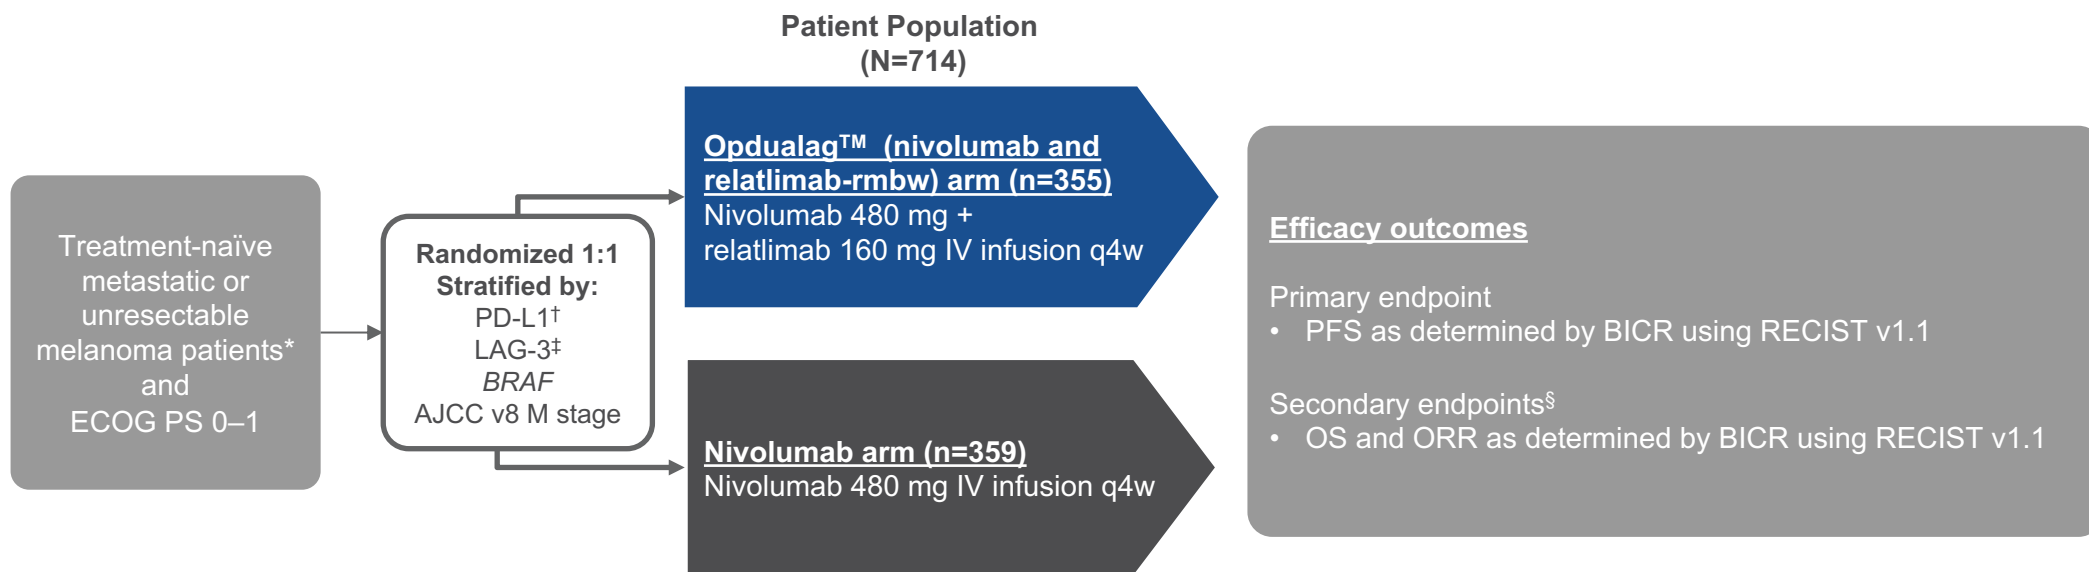 Patient Population
(N=714)
Treatment-naïve
metastatic or
unresectable
melanoma patients*
and
ECOG PS 0–1
Randomized 1:1
Stratified by:
PD-L1†
LAG-3‡
BRAF
AJCC v8 M stage
Opdualag™ (nivolumab and
relatlimab-rmbw) arm (n=355)
Nivolumab 480 mg +
relatlimab 160 mg IV infusion q4w
Nivolumab arm (n=359)
Nivolumab 480 mg IV infusion q4w
Efficacy outcomes
Primary endpoint
• PFS as determined by BICR using RECIST v1.1
Secondary endpoints§
• OS and ORR as determined by BICR using RECIST v1.1